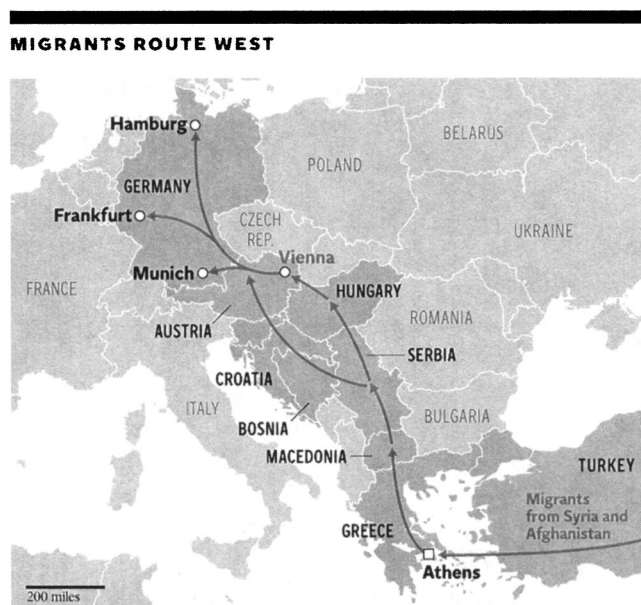 MIGRANTS ROUTE WEST
Hamburg
BELARUS
POLAND
GERMANY
Frankfurt
CZECH
REP.
UKRAINE
Vienna
Munich
FRANCE
HUNGARY
ROMANIA
AUSTRIA
SERBIA
CROATIA
ITALY
BULGARIA
BOSNIA
MACEDONIA
TURKEY
Migrants
from Syria and
Afghanistan
GREECE
Athens
200 miles